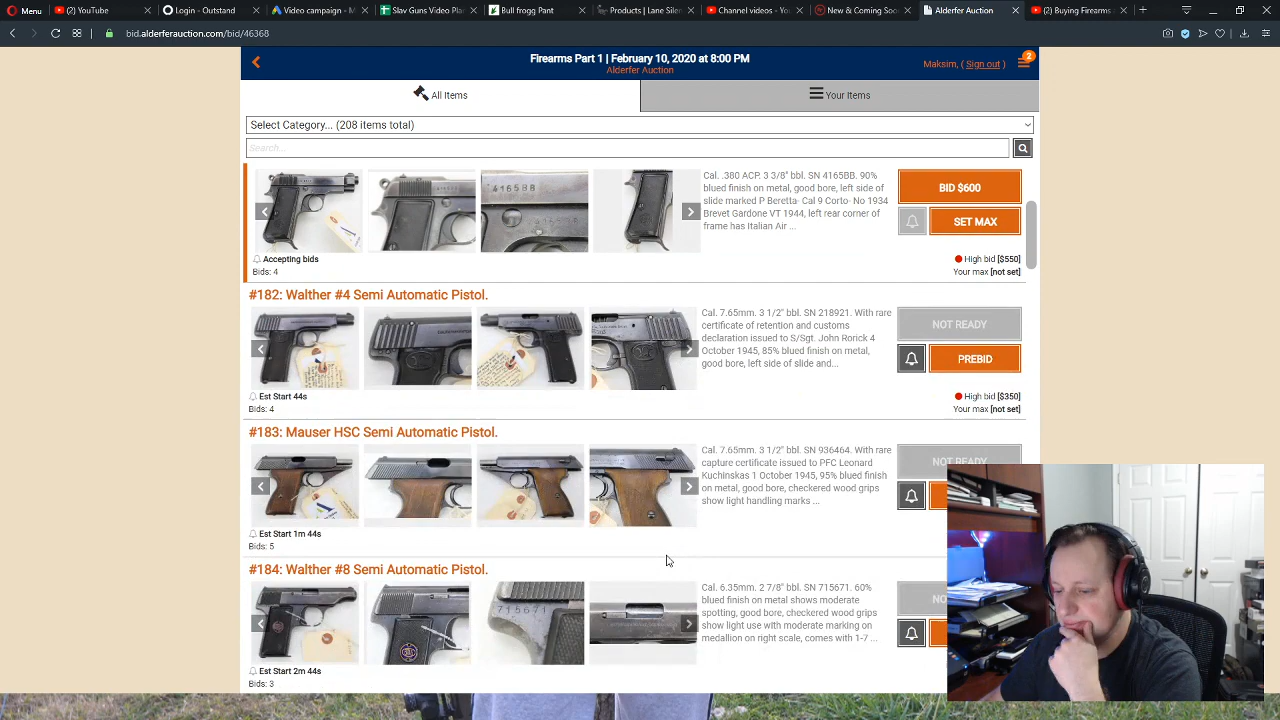 Menu
YouTube
Login - Outstand
Video campaign - M
Slav Guns Video Plan
Bull frogg Pant
Products | Lane Silen
Channel videos - You
New & Coming Soo
Alderfer Auction
(2) Buying Firearms
bid.alderferauction.com/bid/46368
Firearms Part 1 | February 10, 2020 at 8:00 PM
Alderfer Auction
Maksim, ( Sign out )
2
All Items
Your Items
Select Category... (208 items total)
Search...
Cal. .380 ACP. 3 3/8" bbl. SN 4165BB. 90%
blued finish on metal, good bore, left side of
slide marked P Beretta- Cal 9 Corto- No 1934
Brevet Gardone VT 1944, left rear corner of
frame has Italian Air ...
BID $600
SET MAX
Accepting bids
Bids: 4
High bid [$550]
Your max [not set]
#182: Walther #4 Semi Automatic Pistol.
Cal. 7.65mm. 3 1/2" bbl. SN 218921. With rare
certificate of retention and customs
declaration issued to S/Sgt. John Rorick 4
October 1945, 85% blued finish on metal,
good bore, left side of slide and...
NOT READY
PREBID
Est Start 44s
Bids: 4
High bid [$350]
Your max [not set]
#183: Mauser HSC Semi Automatic Pistol.
Cal. 7.65mm. 3 1/2" bbl. SN 936464. With rare
capture certificate issued to PFC Leonard
Kuchinskas 1 October 1945, 95% blued finish
on metal, good bore, checkered wood grips
show light handling marks ...
NOT READY
Est Start 1m 44s
Bids: 5
#184: Walther #8 Semi Automatic Pistol.
Cal. 6.35mm. 2 7/8" bbl. SN 715671. 60%
blued finish on metal shows moderate
spotting, good bore, checkered wood grips
show light use with moderate marking on
medallion on right scale, comes with 1-7 ...
715671
NO
Est Start 2m 44s
Bids: 3